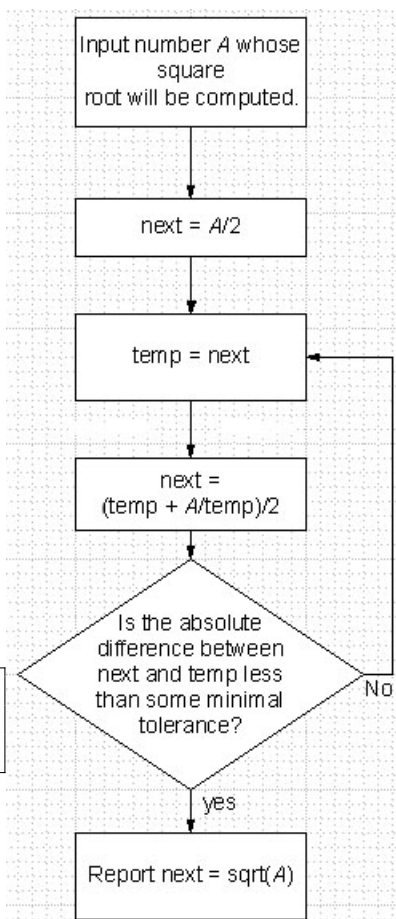 Input number A whose
square
root will be computed.
next = A/2
temp = next
next =
(temp + A/temp)/2
Is the absolute
difference between
next and temp less
than some minimal
tolerance?
No
yes
Report next = sqrt(A)